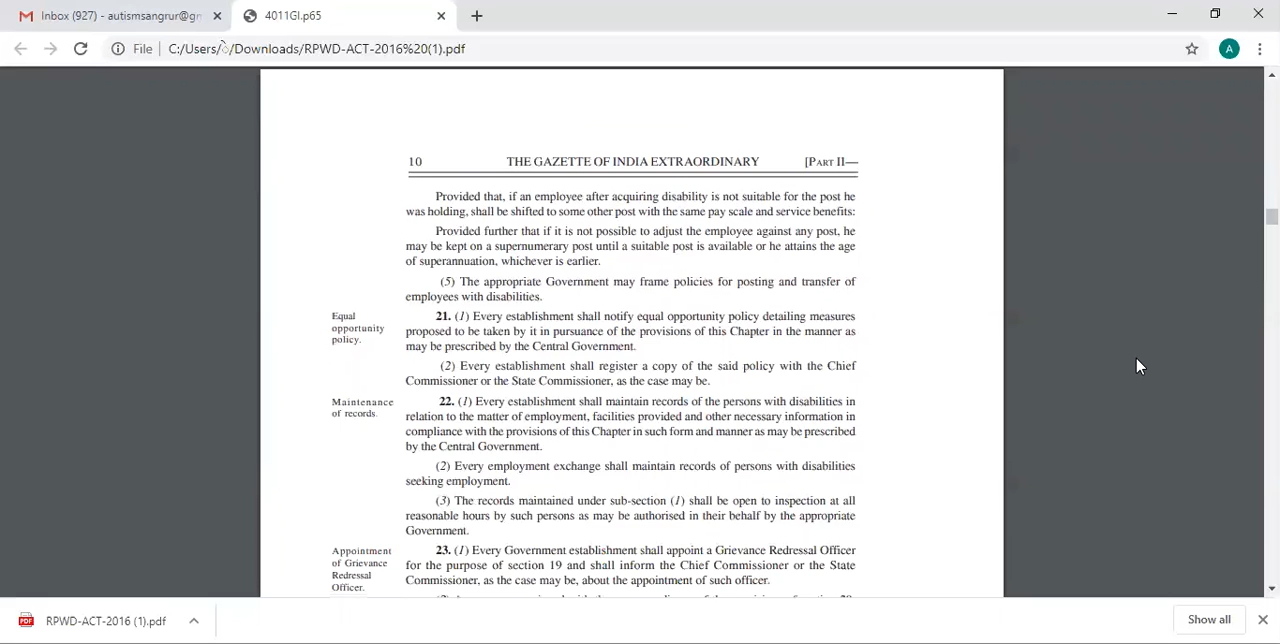 Inbox (927) - autismsangrur@gr
4011GI.p65
File
C:/Users/ /Downloads/RPWD-ACT-2016%20(1).pdf
A
10 THE GAZETTE OF INDIA EXTRAORDINARY [PART II—
Provided that, if an employee after acquiring disability is not suitable for the post he
was holding, shall be shifted to some other post with the same pay scale and service benefits:
Provided further that if it is not possible to adjust the employee against any post, he
may be kept on a supernumerary post until a suitable post is available or he attains the age
of superannuation, whichever is earlier.
(5) The appropriate Government may frame policies for posting and transfer of
employees with disabilities.
Equal
opportunity
policy.
21. (1) Every establishment shall notify equal opportunity policy detailing measures
proposed to be taken by it in pursuance of the provisions of this Chapter in the manner as
may be prescribed by the Central Government.
(2) Every establishment shall register a copy of the said policy with the Chief
Commissioner or the State Commissioner, as the case may be.
Maintenance
of records.
22. (1) Every establishment shall maintain records of the persons with disabilities in
relation to the matter of employment, facilities provided and other necessary information in
compliance with the provisions of this Chapter in such form and manner as may be prescribed
by the Central Government.
(2) Every employment exchange shall maintain records of persons with disabilities
seeking employment.
(3) The records maintained under sub-section (1) shall be open to inspection at all
reasonable hours by such persons as may be authorised in their behalf by the appropriate
Government.
Appointment
of Grievance
Redressal
Officer.
23. (1) Every Government establishment shall appoint a Grievance Redressal Officer
for the purpose of section 19 and shall inform the Chief Commissioner or the State
Commissioner, as the case may be, about the appointment of such officer.
RPWD-ACT-2016 (1).pdf
Show all